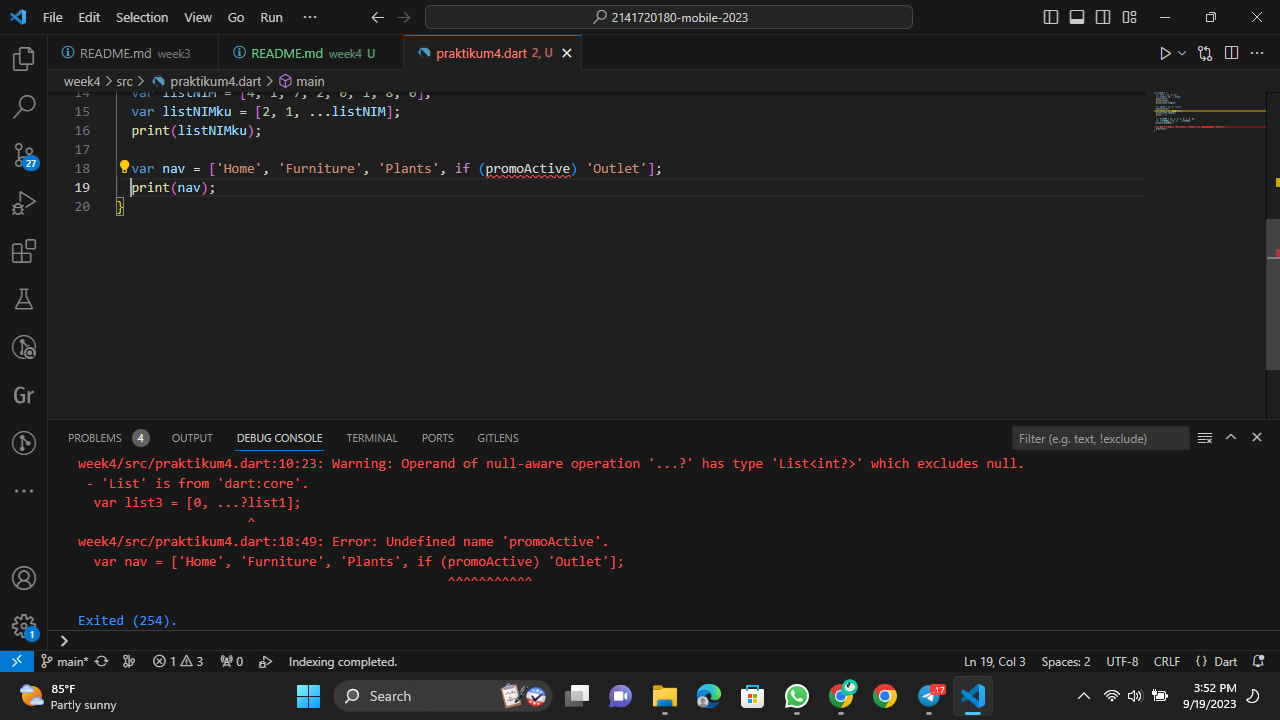 File Edit Selection View Go Run ···
2141720180-mobile-2023
README.md week3
README.md week4 U
praktikum4.dart 2, U
week4 > src > praktikum4.dart > main
14 var listNIM = [4, 1, 7, 2, 0, 1, 8, 0];
15 var listNIMku = [2, 1, ...listNIM];
16 print(listNIMku);
17
18 var nav = ['Home', 'Furniture', 'Plants', if (promoActive) 'Outlet'];
19 print(nav);
20 }
27
Gr
1
PROBLEMS 4 OUTPUT DEBUG CONSOLE TERMINAL PORTS GITLENS
Filter (e.g. text, !exclude)
week4/src/praktikum4.dart:10:23: Warning: Operand of null-aware operation '...?' has type 'List<int?>' which excludes null.
- 'List' is from 'dart:core'.
var list3 = [0, ...?list1];
^
week4/src/praktikum4.dart:18:49: Error: Undefined name 'promoActive'.
var nav = ['Home', 'Furniture', 'Plants', if (promoActive) 'Outlet'];
^^^^^^^^^^^
Exited (254).
main* 1 3 0 Indexing completed.
Ln 19, Col 3 Spaces: 2 UTF-8 CRLF {} Dart
85°F
Partly sunny
Search
..17
3:52 PM
9/19/2023